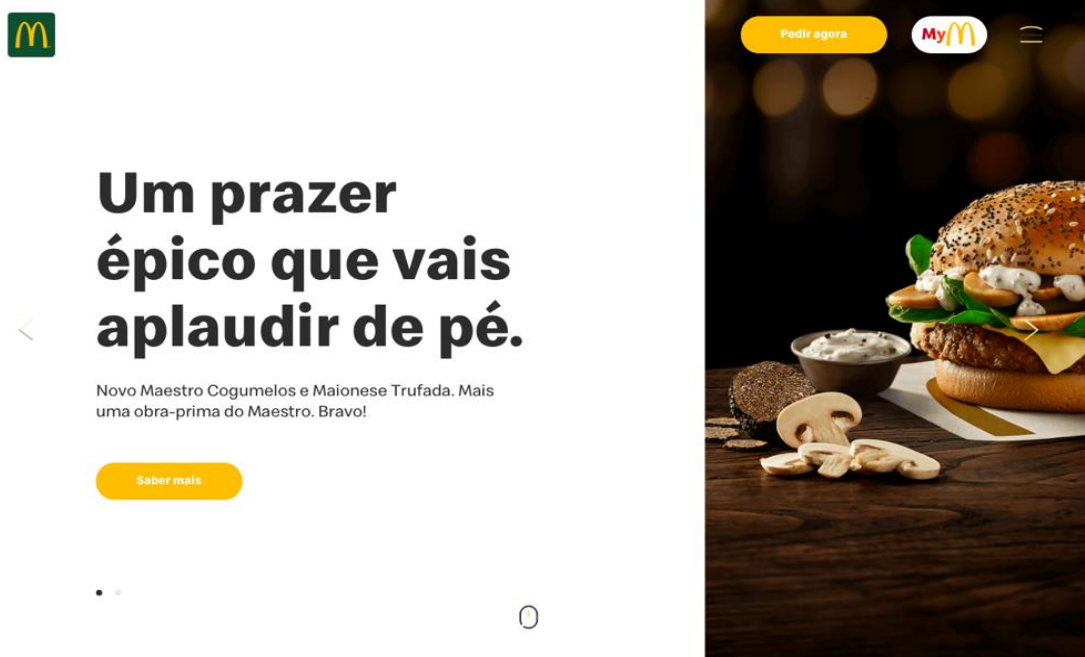 Pedir agora
My
Um prazer
épico que vais
aplaudir de pé.
Novo Maestro Cogumelos e Maionese Trufada. Mais
uma obra-prima do Maestro. Bravo!
Saber mais